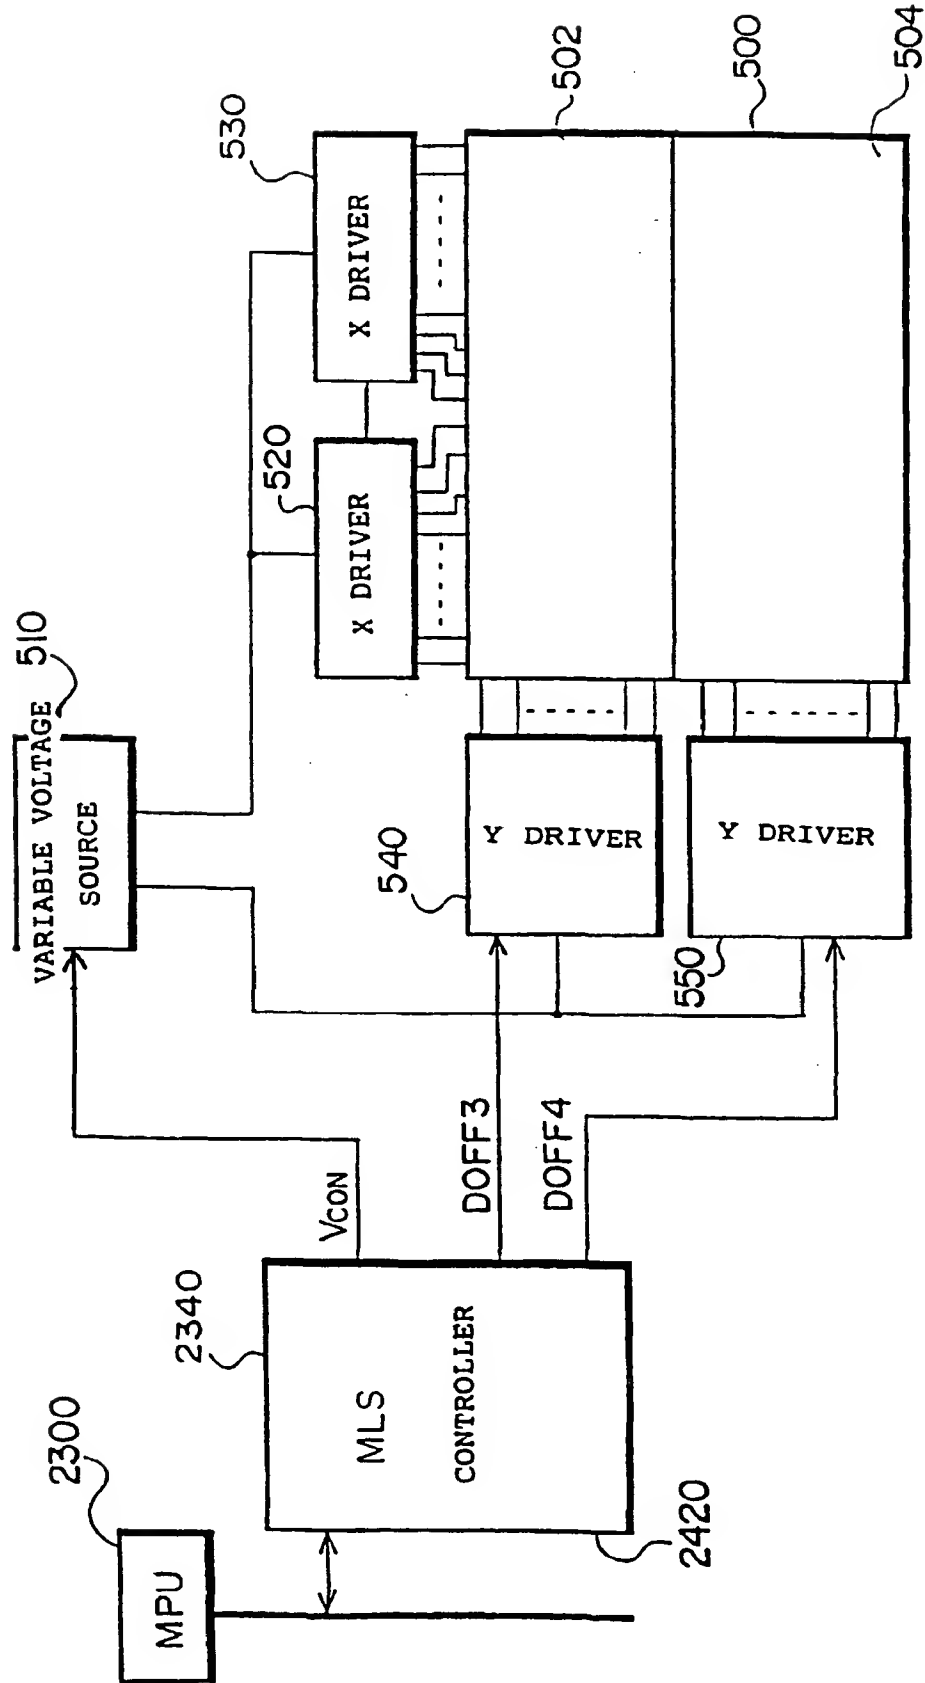 MPU
2300
MLS
CONTROLLER
2340
2420
VCON
DOFF3
DOFF4
VARIABLE VOLTAGE
SOURCE
510
X DRIVER
520
X DRIVER
530
Y DRIVER
540
Y DRIVER
550
502
500
504